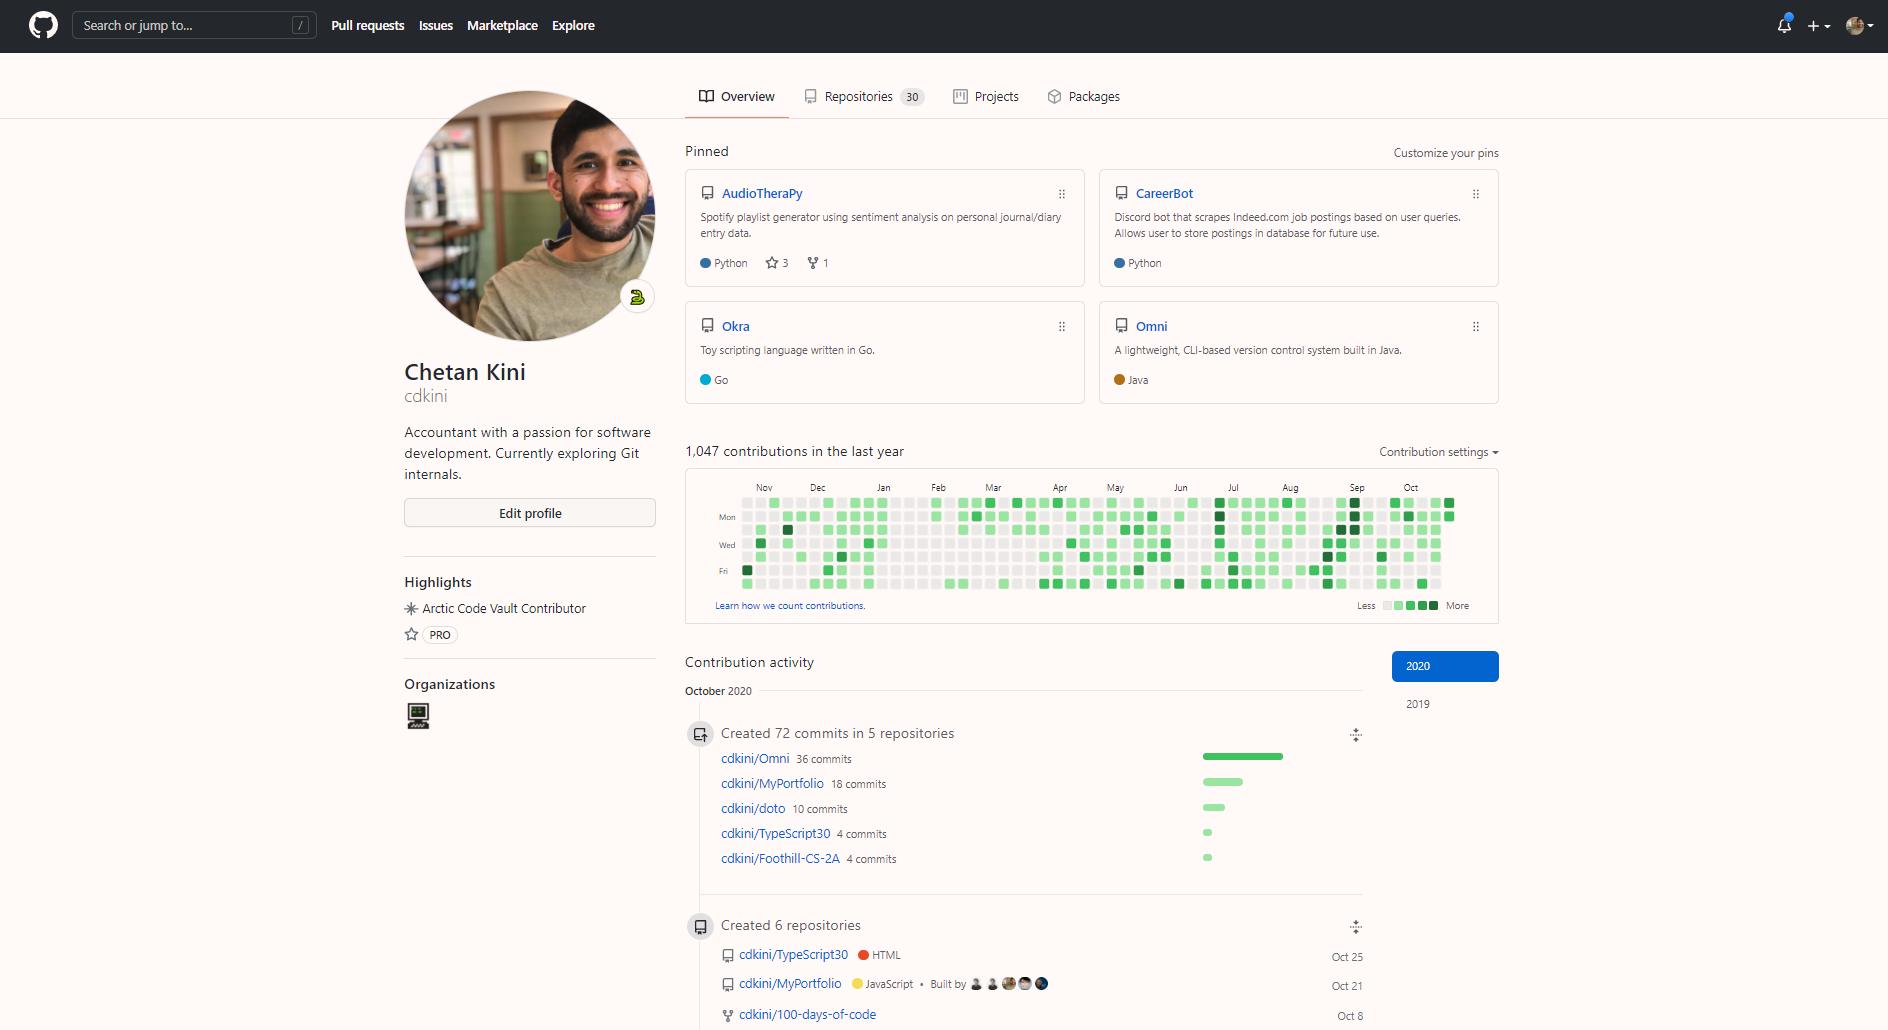 Search or jump to... /
Pull requests Issues Marketplace Explore
Overview Repositories 30 Projects Packages
Chetan Kini
cdkini
Accountant with a passion for software
development. Currently exploring Git
internals.
Edit profile
Highlights
Arctic Code Vault Contributor
PRO
Organizations
Pinned
Customize your pins
AudioTheraPy
Spotify playlist generator using sentiment analysis on personal journal/diary
entry data.
Python 3 1
CareerBot
Discord bot that scrapes Indeed.com job postings based on user queries.
Allows user to store postings in database for future use.
Python
Okra
Toy scripting language written in Go.
Go
Omni
A lightweight, CLI-based version control system built in Java.
Java
1,047 contributions in the last year
Contribution settings
Nov Dec Jan Feb Mar Apr May Jun Jul Aug Sep Oct
Mon
Wed
Fri
Learn how we count contributions.
Less More
Contribution activity
2020
2019
October 2020
Created 72 commits in 5 repositories
cdkini/Omni 36 commits
cdkini/MyPortfolio 18 commits
cdkini/doto 10 commits
cdkini/TypeScript30 4 commits
cdkini/Foothill-CS-2A 4 commits
Created 6 repositories
cdkini/TypeScript30 HTML Oct 25
cdkini/MyPortfolio JavaScript • Built by Oct 21
cdkini/100-days-of-code Oct 8